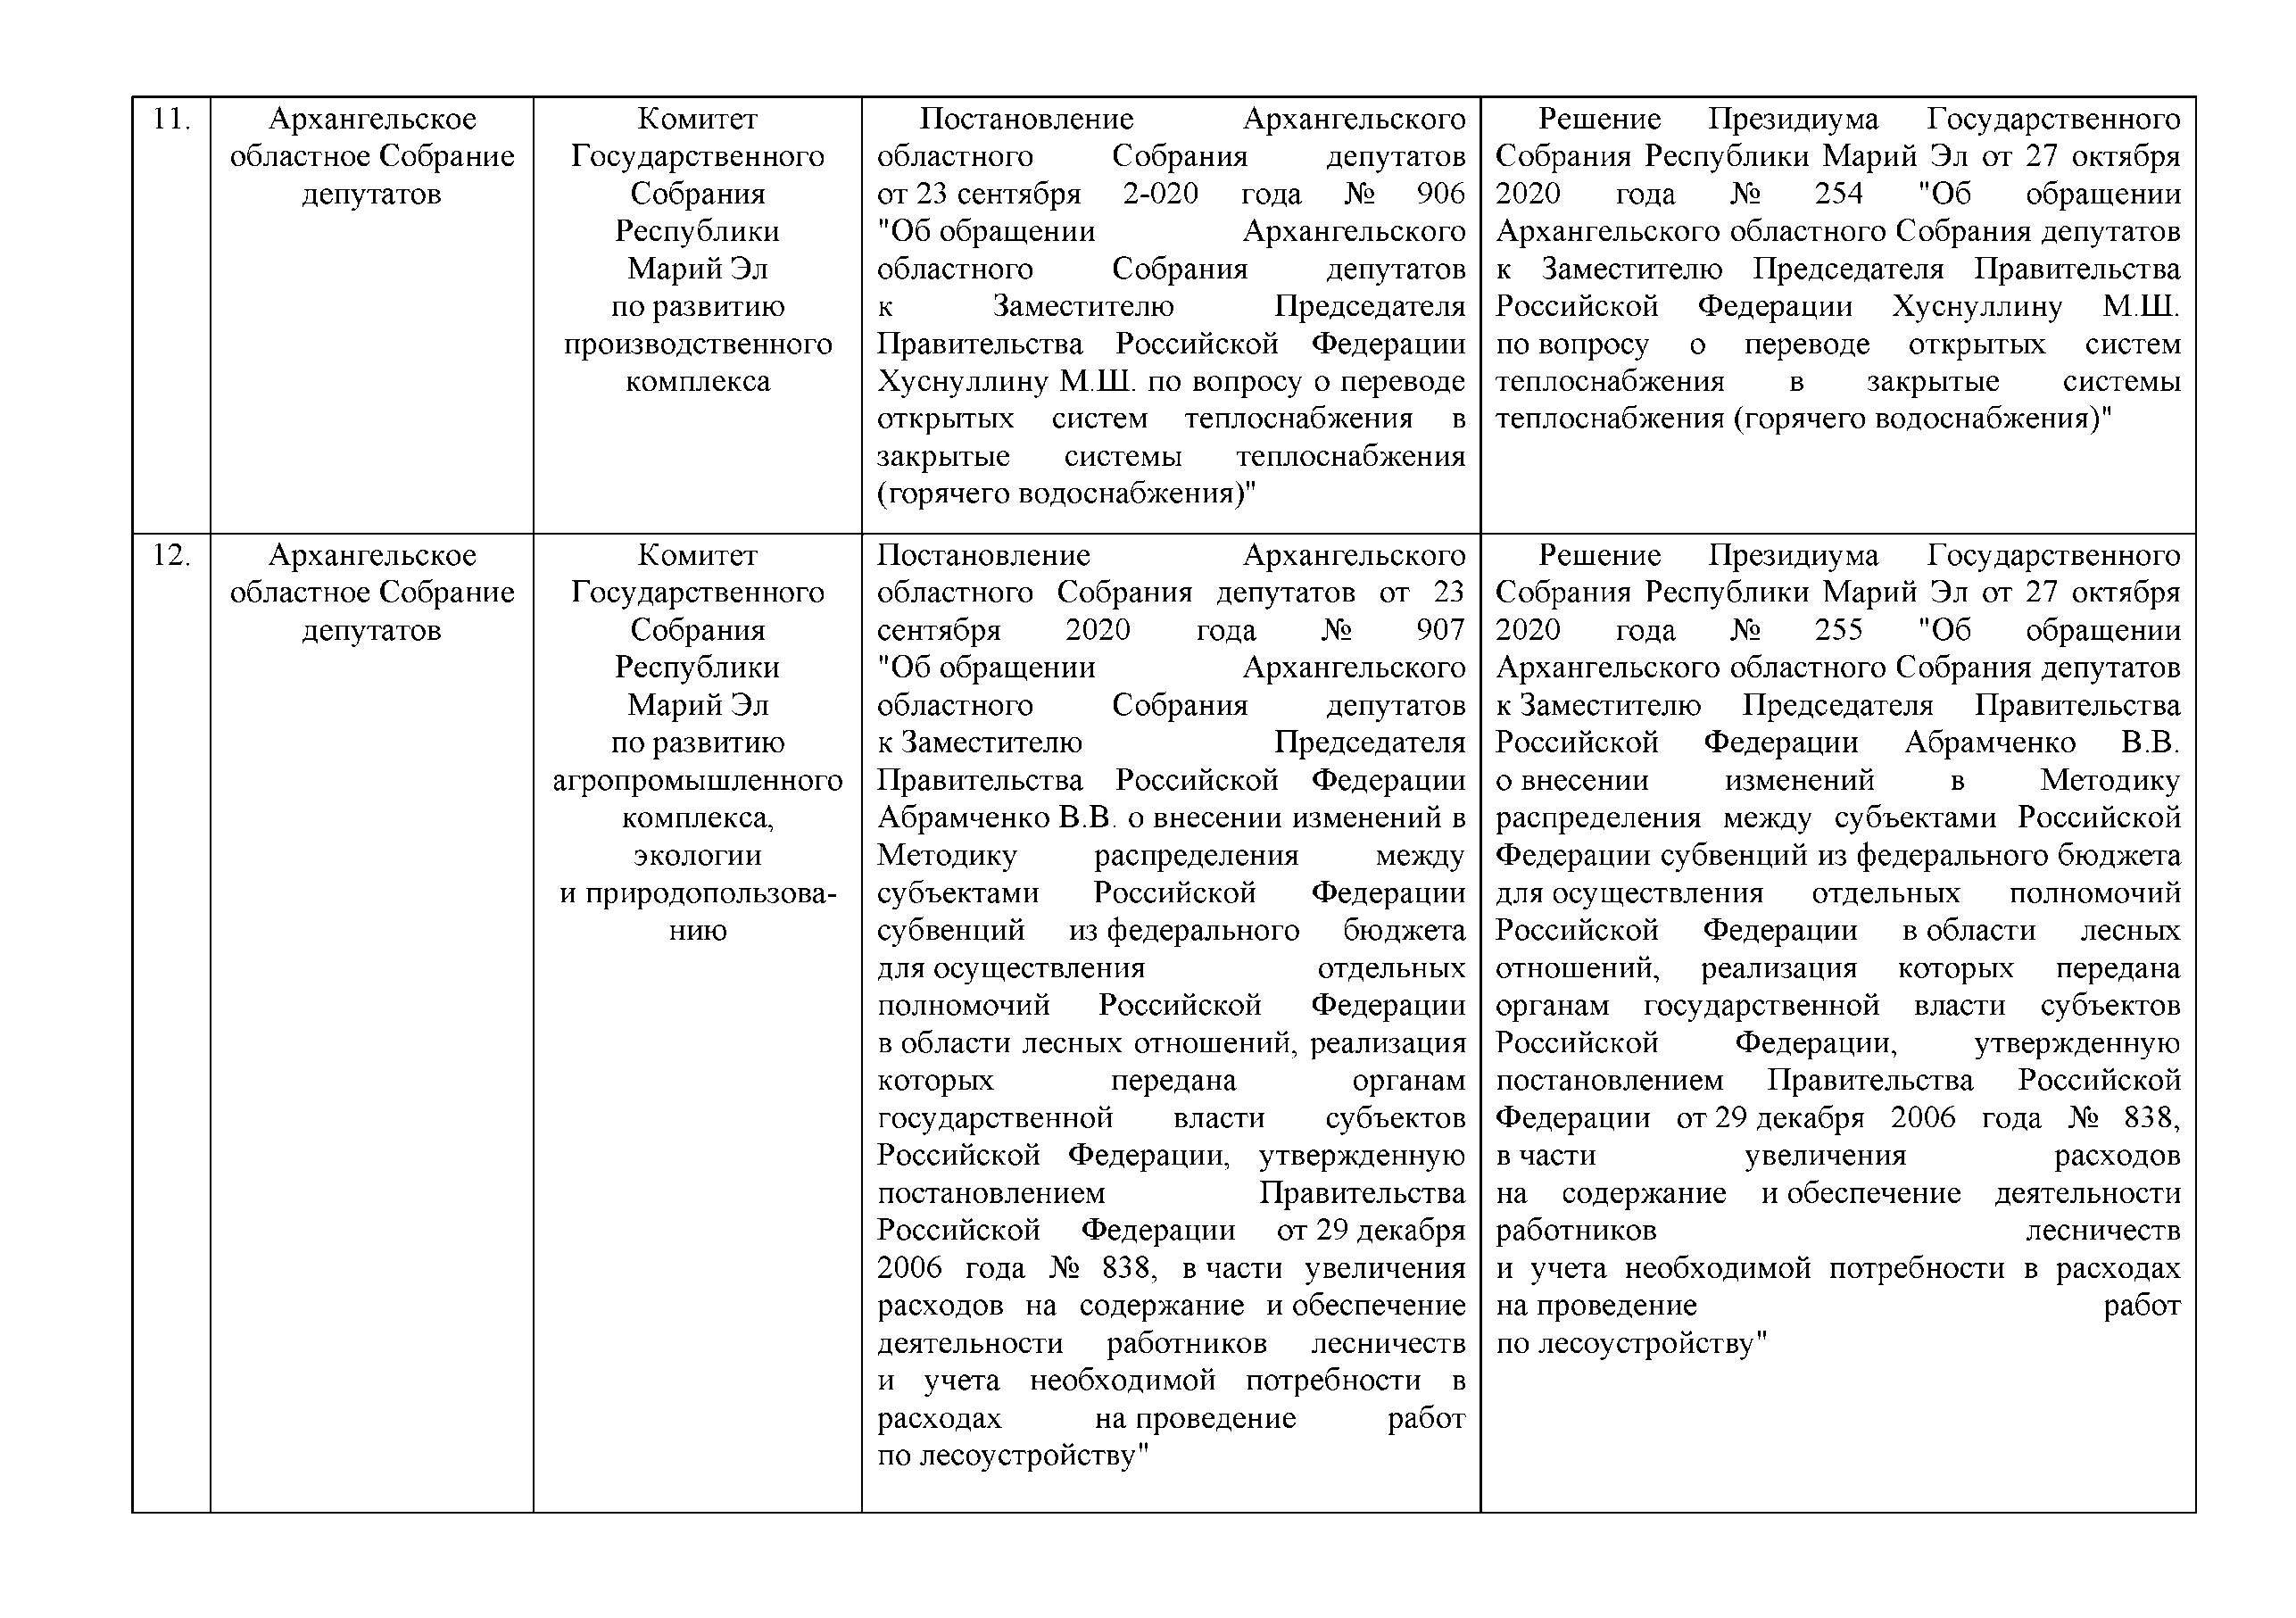 11.
Архангельское
областное Собрание
депутатов
Комитет
Государственного
Собрания
Республики
Марий Эл
по развитию
производственного
комплекса
Постановление Архангельского
областного Собрания депутатов
от 23 сентября 2-020 года № 906
"Об обращении Архангельского
областного Собрания депутатов
к Заместителю Председателя
Правительства Российской Федерации
Хуснуллину М.Ш. по вопросу о переводе
открытых систем теплоснабжения в
закрытые системы теплоснабжения
(горячего водоснабжения)"
Решение Президиума Государственного
Собрания Республики Марий Эл от 27 октября
2020 года № 254 "Об обращении
Архангельского областного Собрания депутатов
к Заместителю Председателя Правительства
Российской Федерации Хуснуллину М.Ш.
по вопросу о переводе открытых систем
теплоснабжения в закрытые системы
теплоснабжения (горячего водоснабжения)"
12.
Архангельское
областное Собрание
депутатов
Комитет
Государственного
Собрания
Республики
Марий Эл
по развитию
агропромышленного
комплекса,
экологии
и природопользова-
нию
Постановление Архангельского
областного Собрания депутатов от 23
сентября 2020 года № 907
"Об обращении Архангельского
областного Собрания депутатов
к Заместителю Председателя
Правительства Российской Федерации
Абрамченко В.В. о внесении изменений в
Методику распределения между
субъектами Российской Федерации
субвенций из федерального бюджета
для осуществления отдельных
полномочий Российской Федерации
в области лесных отношений, реализация
которых передана органам
государственной власти субъектов
Российской Федерации, утвержденную
постановлением Правительства
Российской Федерации от 29 декабря
2006 года № 838, в части увеличения
расходов на содержание и обеспечение
деятельности работников лесничеств
и учета необходимой потребности в
расходах на проведение работ
по лесоустройству"
Решение Президиума Государственного
Собрания Республики Марий Эл от 27 октября
2020 года № 255 "Об обращении
Архангельского областного Собрания депутатов
к Заместителю Председателя Правительства
Российской Федерации Абрамченко В.В.
о внесении изменений в Методику
распределения между субъектами Российской
Федерации субвенций из федерального бюджета
для осуществления отдельных полномочий
Российской Федерации в области лесных
отношений, реализация которых передана
органам государственной власти субъектов
Российской Федерации, утвержденную
постановлением Правительства Российской
Федерации от 29 декабря 2006 года № 838,
в части увеличения расходов
на содержание и обеспечение деятельности
работников лесничеств
и учета необходимой потребности в расходах
на проведение работ
по лесоустройству"